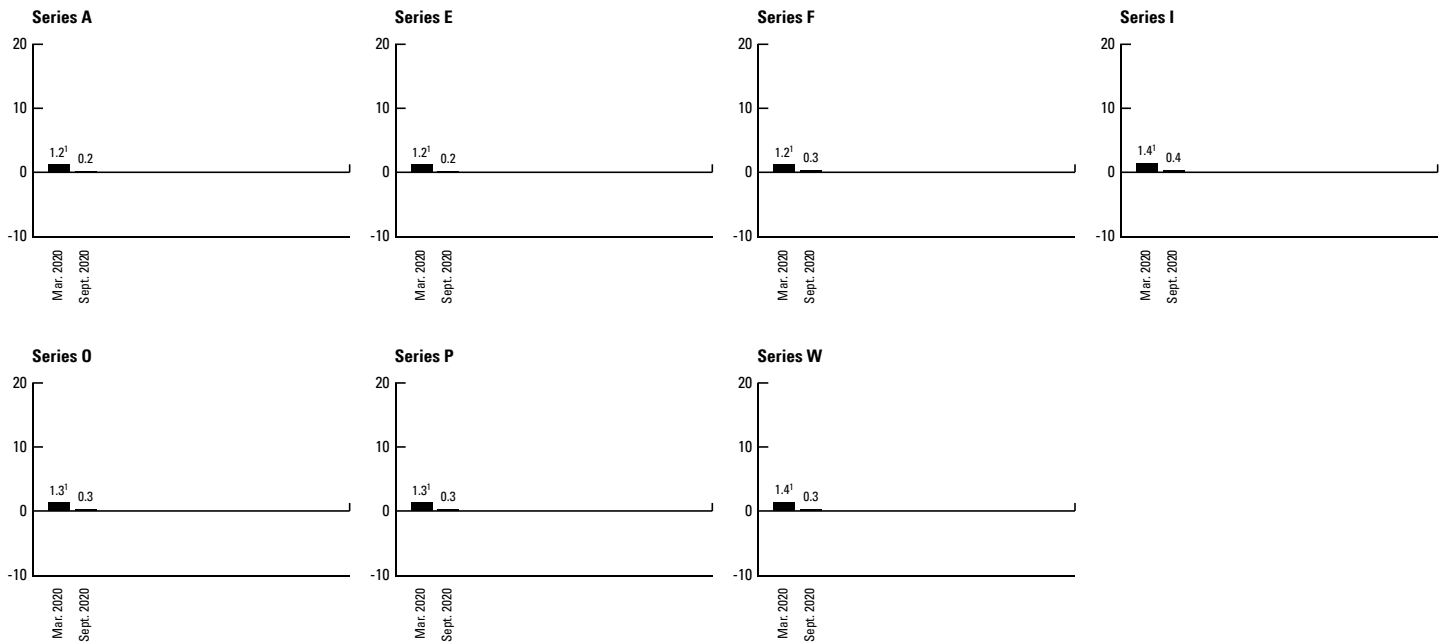 Series A
20
10
1.2¹ 0.2
0
-10
Mar. 2020
Sept. 2020
Series E
20
10
1.2¹ 0.2
0
-10
Mar. 2020
Sept. 2020
Series F
20
10
1.2¹ 0.3
0
-10
Mar. 2020
Sept. 2020
Series I
20
10
1.4¹ 0.4
0
-10
Mar. 2020
Sept. 2020
Series O
20
10
1.3¹ 0.3
0
-10
Mar. 2020
Sept. 2020
Series P
20
10
1.3¹ 0.3
0
-10
Mar. 2020
Sept. 2020
Series W
20
10
1.4¹ 0.3
0
-10
Mar. 2020
Sept. 2020